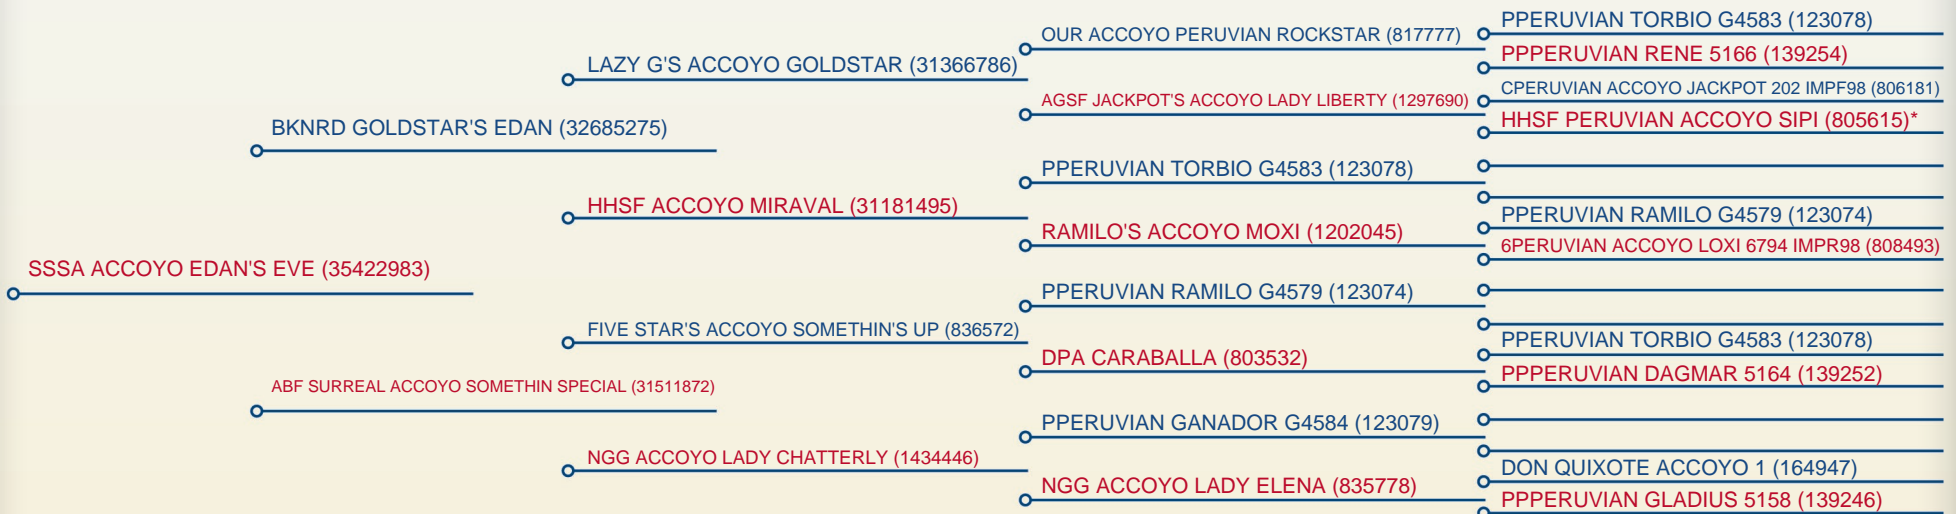 PPERUVIAN TORBIO G4583 (123078)
OUR ACCOYO PERUVIAN ROCKSTAR (817777)
PPPERUVIAN RENE 5166 (139254)
LAZY G'S ACCOYO GOLDSTAR (31366786)
CPERUVIAN ACCOYO JACKPOT 202 IMPF98 (806181)
AGSF JACKPOT'S ACCOYO LADY LIBERTY (1297690)
HHSF PERUVIAN ACCOYO SIPI (805615)*
BKNRD GOLDSTAR'S EDAN (32685275)
PPERUVIAN TORBIO G4583 (123078)
HHSF ACCOYO MIRAVAL (31181495)
PPERUVIAN RAMILO G4579 (123074)
RAMILO'S ACCOYO MOXI (1202045)
6PERUVIAN ACCOYO LOXI 6794 IMPR98 (808493)
SSSA ACCOYO EDAN'S EVE (35422983)
PPERUVIAN RAMILO G4579 (123074)
FIVE STAR'S ACCOYO SOMETHIN'S UP (836572)
PPERUVIAN TORBIO G4583 (123078)
DPA CARABALLA (803532)
PPPERUVIAN DAGMAR 5164 (139252)
ABF SURREAL ACCOYO SOMETHIN SPECIAL (31511872)
PPERUVIAN GANADOR G4584 (123079)
NGG ACCOYO LADY CHATTERLY (1434446)
DON QUIXOTE ACCOYO 1 (164947)
NGG ACCOYO LADY ELENA (835778)
PPPERUVIAN GLADIUS 5158 (139246)